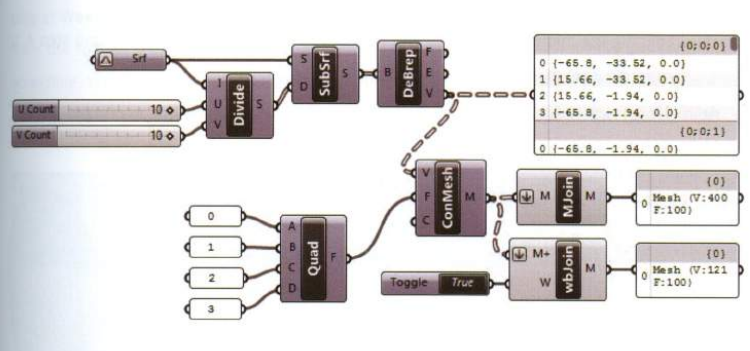 Srf
U Count 10
V Count 10
I
U
V
Divide
S
S
D
SubSrf
S
B
DeBrep
F
E
V
{0;0;0}
0 {-65.8, -33.52, 0.0}
1 {15.66, -33.52, 0.0}
2 {15.66, -1.94, 0.0}
3 {-65.8, -1.94, 0.0}
{0;0;1}
0 {-65.8, -1.94, 0.0}
0
1
2
3
A
B
C
D
Quad
F
V
F
C
ConMesh
M
M
MJoin
M
{0}
0 Mesh (V:400
F:100)
Toggle True
M+
W
wbJoin
M
{0}
0 Mesh (V:121
F:100)